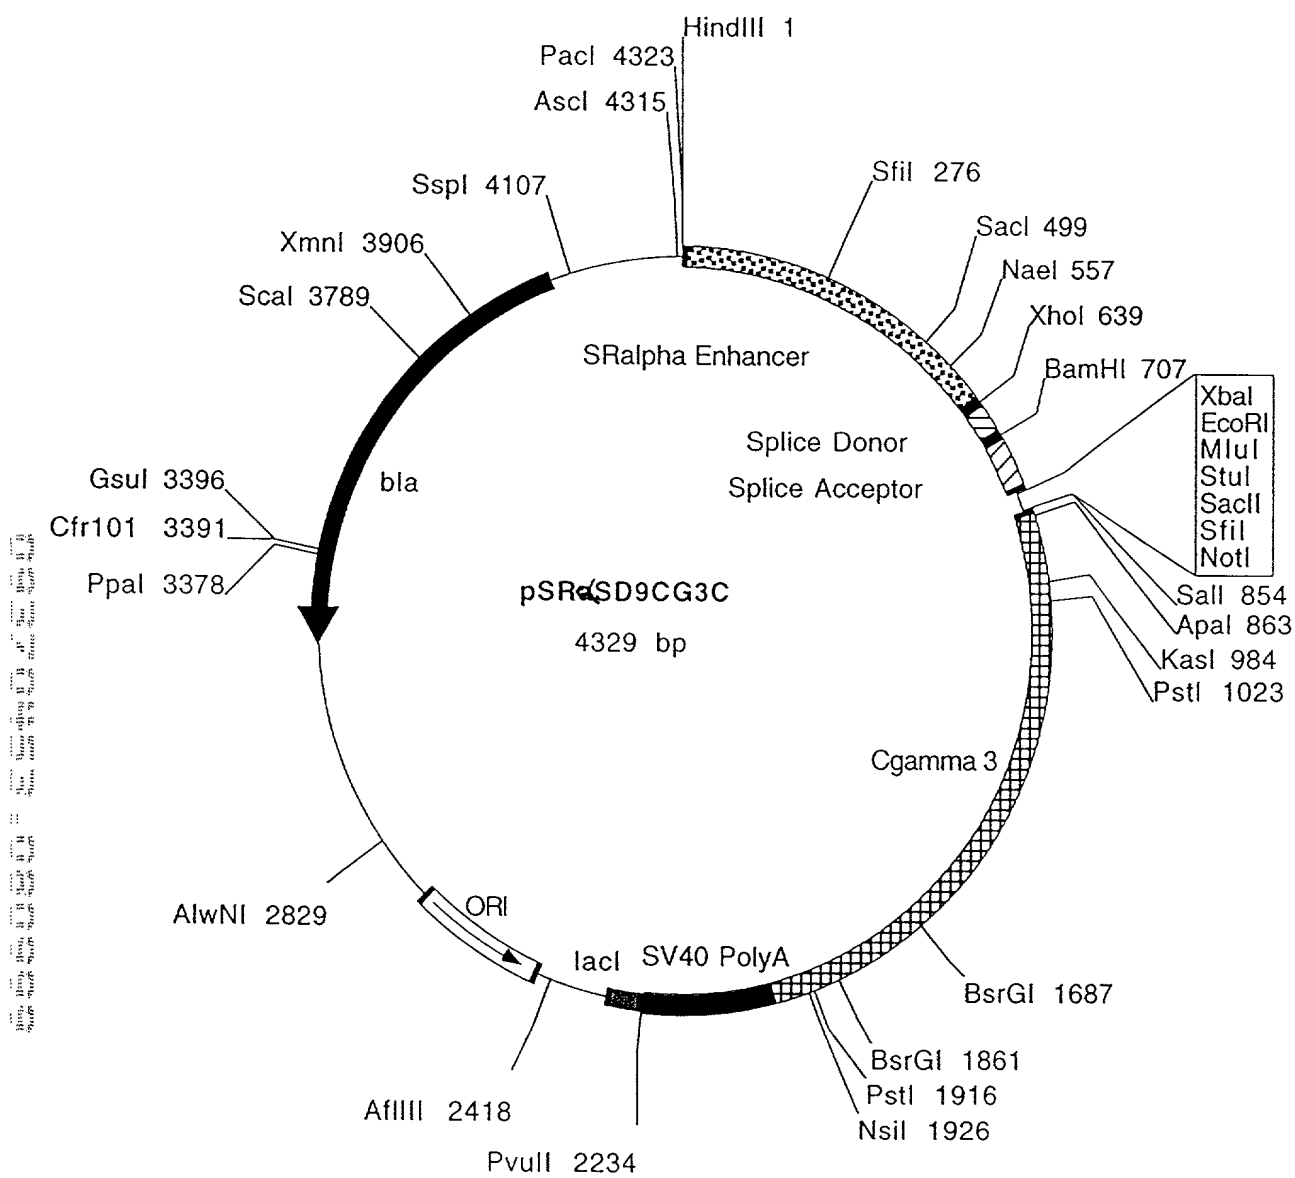 HindIII 1
PacI 4323
AscI 4315
SfiI 276
SspI 4107
SacI 499
XmnI 3906
NaeI 557
ScaI 3789
XhoI 639
SRalpha Enhancer
BamHI 707
XbaI
EcoRI
MluI
StuI
SacII
SfiI
NotI
Splice Donor
Splice Acceptor
bla
GsuI 3396
Cfr101 3391
PpaI 3378
pSRαSD9CG3C
4329 bp
SalI 854
ApaI 863
KasI 984
PstI 1023
Cgamma 3
AlwNI 2829
ORI
lacI
SV40 PolyA
BsrGI 1687
BsrGI 1861
PstI 1916
NsiI 1926
AflIII 2418
PvuII 2234